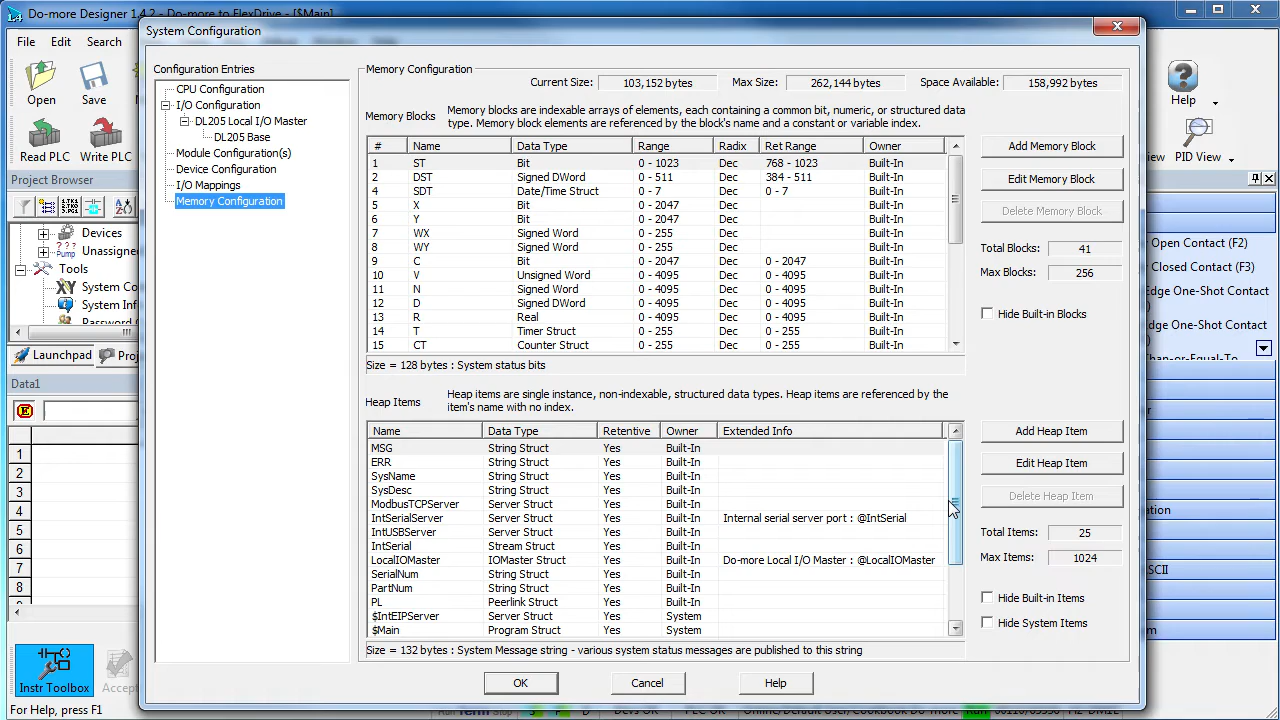 1.4
Do-more Designer 1.4.2 - Do-more to FlexDrive - [$Main]
System Configuration
File Edit Search
Open Save
Read PLC Write PLC
Help
PID View
Project Browser
Devices
Unassigne
Tools
XY System Co
System Info
Password
Launchpad
Data1
1
2
3
4
5
6
7
8
Instr Toolbox Accep
For Help, press F1
Configuration Entries
CPU Configuration
I/O Configuration
DL205 Local I/O Master
DL205 Base
Module Configuration(s)
Device Configuration
I/O Mappings
Memory Configuration
Memory Configuration
Current Size: 103,152 bytes Max Size: 262,144 bytes Space Available: 158,992 bytes
Memory Blocks
Memory blocks are indexable arrays of elements, each containing a common bit, numeric, or structured data
type. Memory block elements are referenced by the block's name and a constant or variable index.
# Name Data Type Range Radix Ret Range Owner
1 ST Bit 0 - 1023 Dec 768 - 1023 Built-In
2 DST Signed DWord 0 - 511 Dec 384 - 511 Built-In
4 SDT Date/Time Struct 0 - 7 Dec 0 - 7 Built-In
5 X Bit 0 - 2047 Dec Built-In
6 Y Bit 0 - 2047 Dec Built-In
7 WX Signed Word 0 - 255 Dec Built-In
8 WY Signed Word 0 - 255 Dec Built-In
9 C Bit 0 - 2047 Dec 0 - 2047 Built-In
10 V Unsigned Word 0 - 4095 Dec 0 - 4095 Built-In
11 N Signed Word 0 - 4095 Dec 0 - 4095 Built-In
12 D Signed DWord 0 - 4095 Dec 0 - 4095 Built-In
13 R Real 0 - 4095 Dec 0 - 4095 Built-In
14 T Timer Struct 0 - 255 Dec 0 - 255 Built-In
15 CT Counter Struct 0 - 255 Dec 0 - 255 Built-In
Size = 128 bytes : System status bits
Add Memory Block
Edit Memory Block
Delete Memory Block
Total Blocks: 41
Max Blocks: 256
Hide Built-in Blocks
Heap Items
Heap items are single instance, non-indexable, structured data types. Heap items are referenced by the
item's name with no index.
Name Data Type Retentive Owner Extended Info
MSG String Struct Yes Built-In
ERR String Struct Yes Built-In
SysName String Struct Yes Built-In
SysDesc String Struct Yes Built-In
ModbusTCPServer Server Struct Yes Built-In
IntSerialServer Server Struct Yes Built-In Internal serial server port : @IntSerial
IntUSBServer Server Struct Yes Built-In
IntSerial Stream Struct Yes Built-In
LocalIOMaster IOMaster Struct Yes Built-In Do-more Local I/O Master : @LocalIOMaster
SerialNum String Struct Yes Built-In
PartNum String Struct Yes Built-In
PL Peerlink Struct Yes Built-In
$IntEIPServer Server Struct Yes System
$Main Program Struct Yes System
Size = 132 bytes : System Message string - various system status messages are published to this string
Add Heap Item
Edit Heap Item
Delete Heap Item
Total Items: 25
Max Items: 1024
Hide Built-in Items
Hide System Items
OK Cancel Help
Open Contact (F2)
Closed Contact (F3)
Edge One-Shot Contact
Edge One-Shot Contact
Than-or-Equal-To